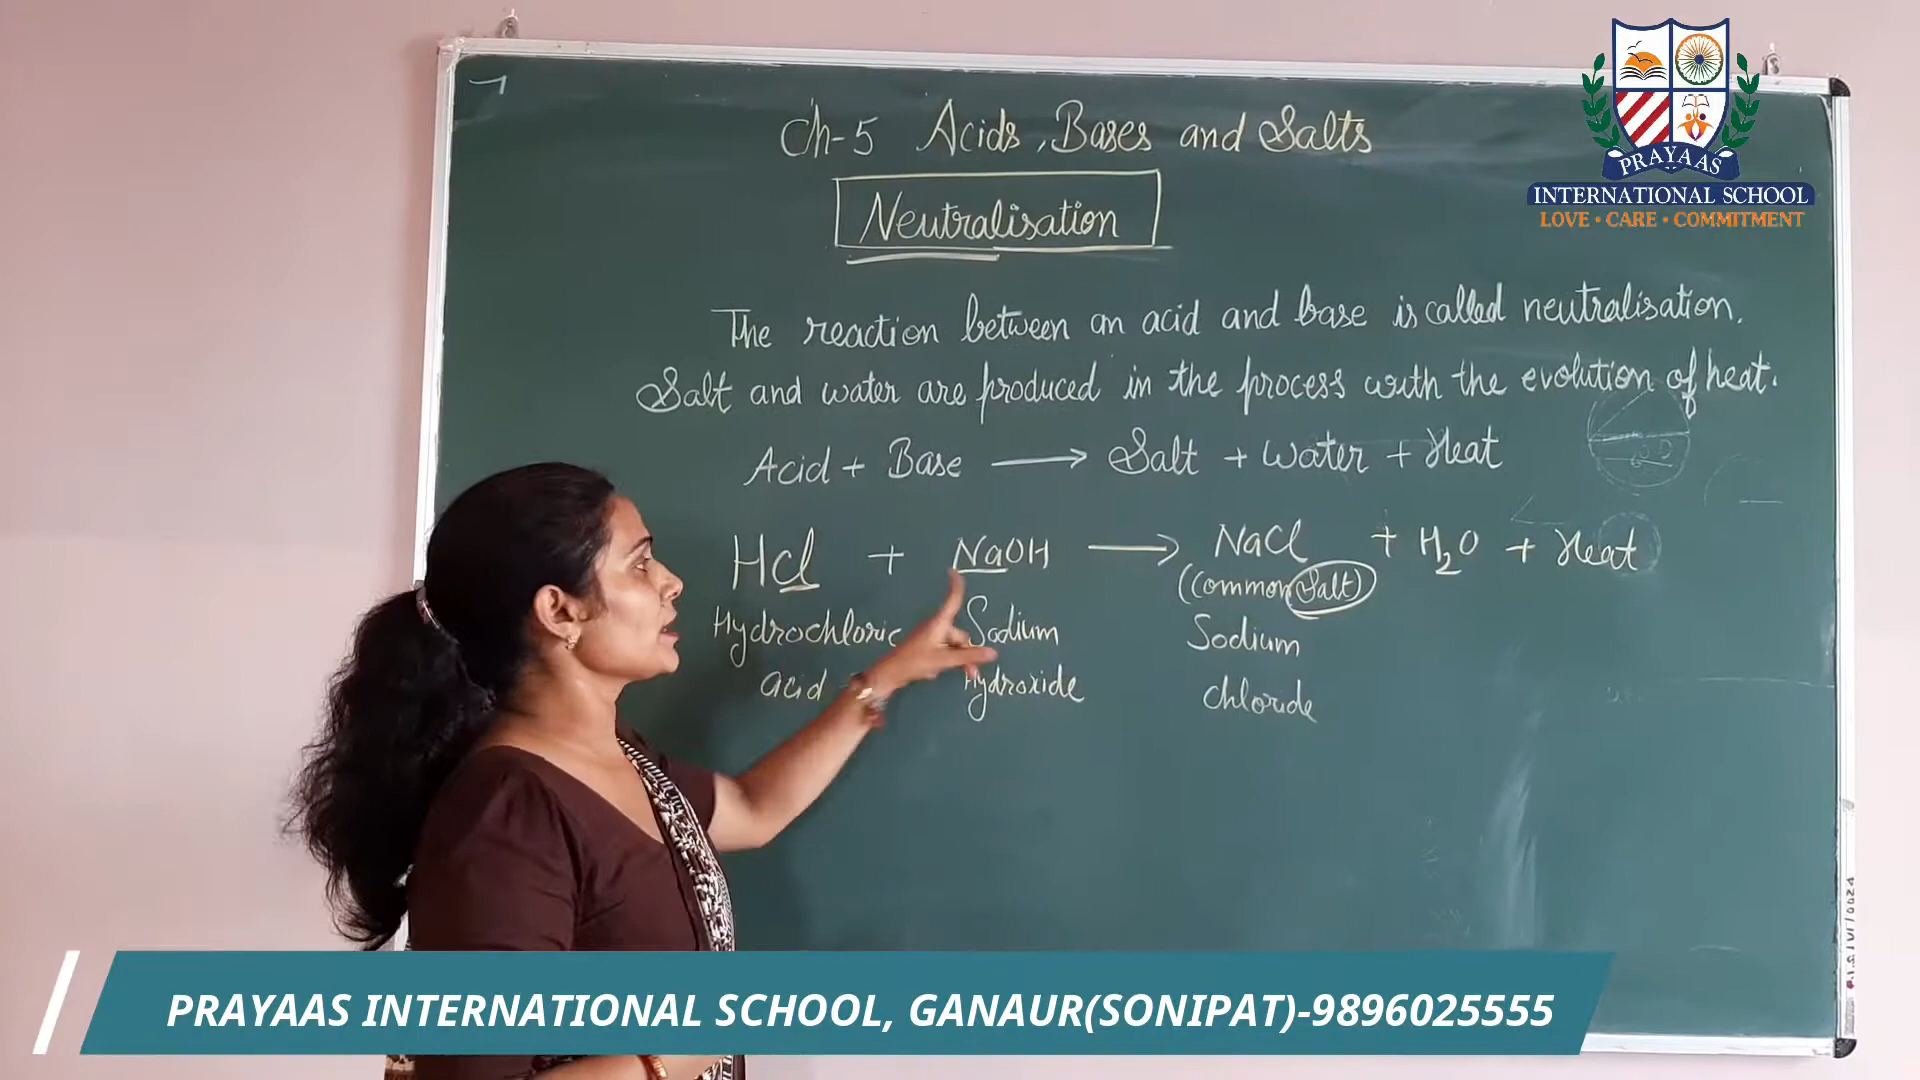 Ch-5 Acids, Bases and Salts
Neutralisation
The reaction between an acid and base is called neutralisation.
Salt and water are produced in the process with the evolution of heat.
Acid + Base → Salt + Water + Heat
HCl + NaOH → NaCl + H₂O + Heat
(Common Salt)
Hydrochloric Sodium Sodium
acid Hydroxide chloride
PRAYAAS
INTERNATIONAL SCHOOL
LOVE • CARE • COMMITMENT
PRAYAAS INTERNATIONAL SCHOOL, GANAUR(SONIPAT)-9896025555